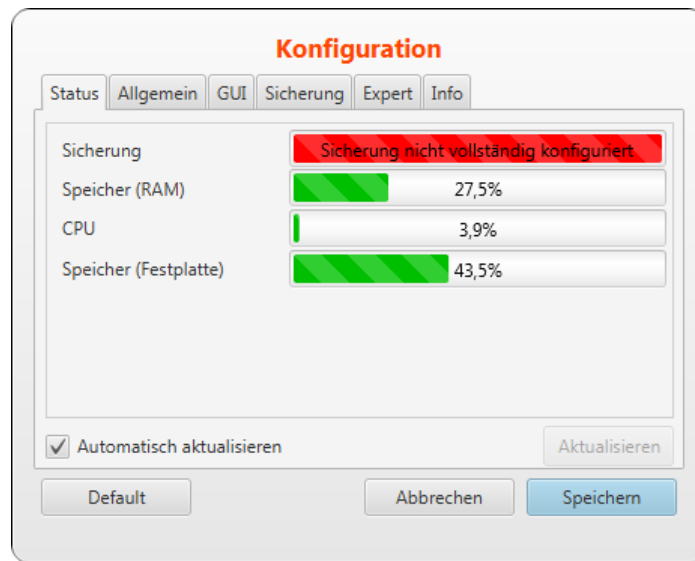 Konfiguration
Status Allgemein GUI Sicherung Expert Info
Sicherung Sicherung nicht vollständig konfiguriert
Speicher (RAM) 27,5%
CPU 3,9%
Speicher (Festplatte) 43,5%
Automatisch aktualisieren Aktualisieren
Default Abbrechen Speichern